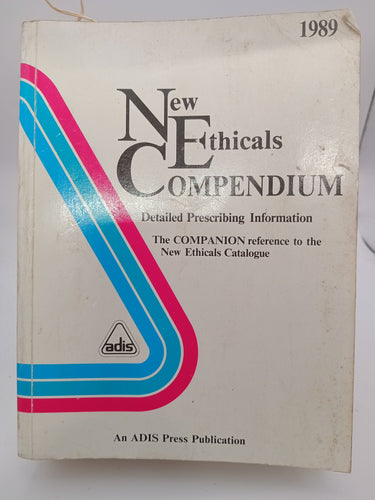 1989
New
Ethicals
COMPENDIUM
Detailed Prescribing Information
The COMPANION reference to the
New Ethicals Catalogue
adis
An ADIS Press Publication